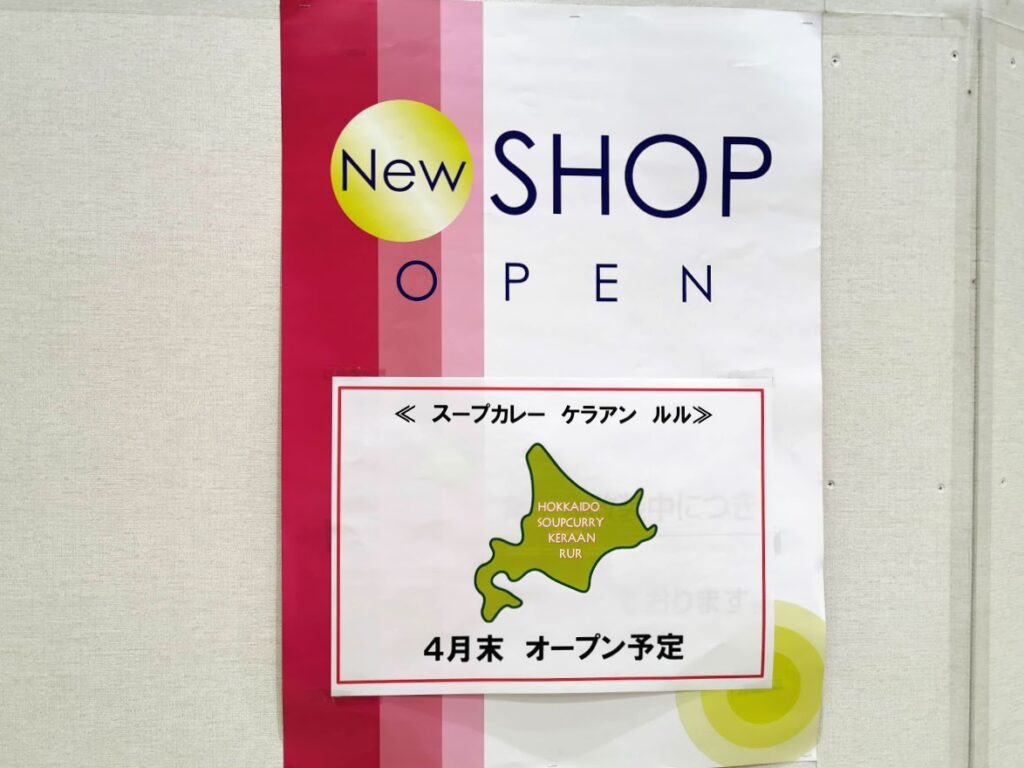 New SHOP
OPEN
≪ スープカレー ケラアン ルル≫
HOKKAIDO
SOUPCURRY
KERAAN
RUR
4月末 オープン予定